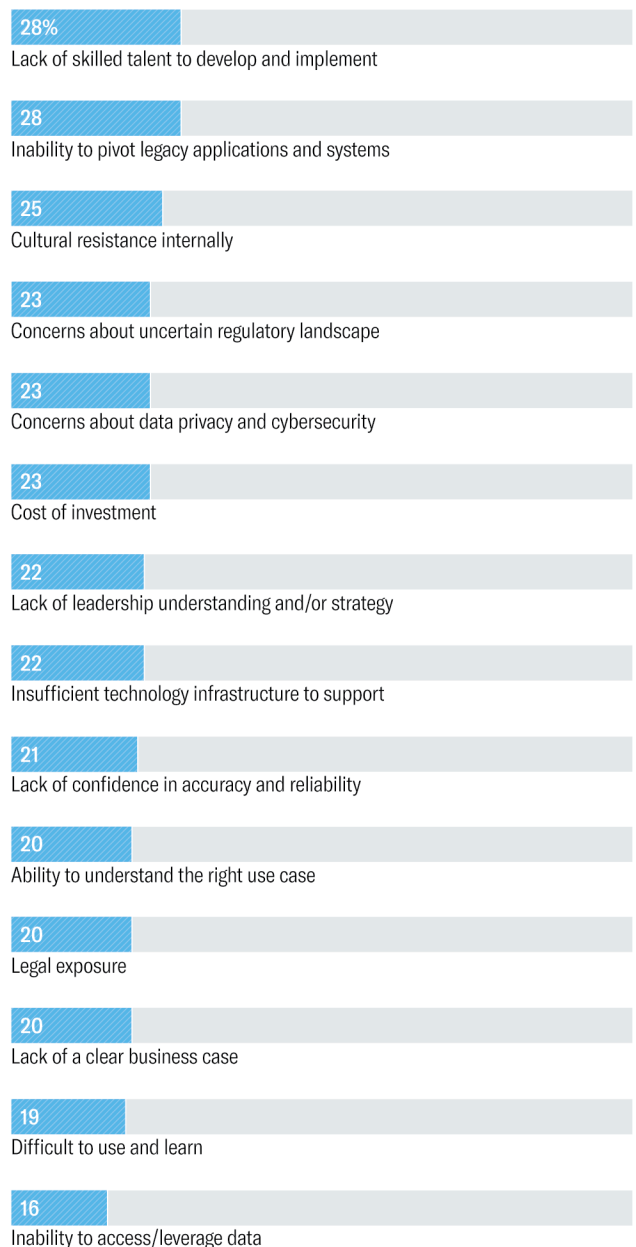 28%
Lack of skilled talent to develop and implement
28
Inability to pivot legacy applications and systems
25
Cultural resistance internally
23
Concerns about uncertain regulatory landscape
23
Concerns about data privacy and cybersecurity
23
Cost of investment
22
Lack of leadership understanding and/or strategy
22
Insufficient technology infrastructure to support
21
Lack of confidence in accuracy and reliability
20
Ability to understand the right use case
20
Legal exposure
20
Lack of a clear business case
19
Difficult to use and learn
16
Inability to access/leverage data